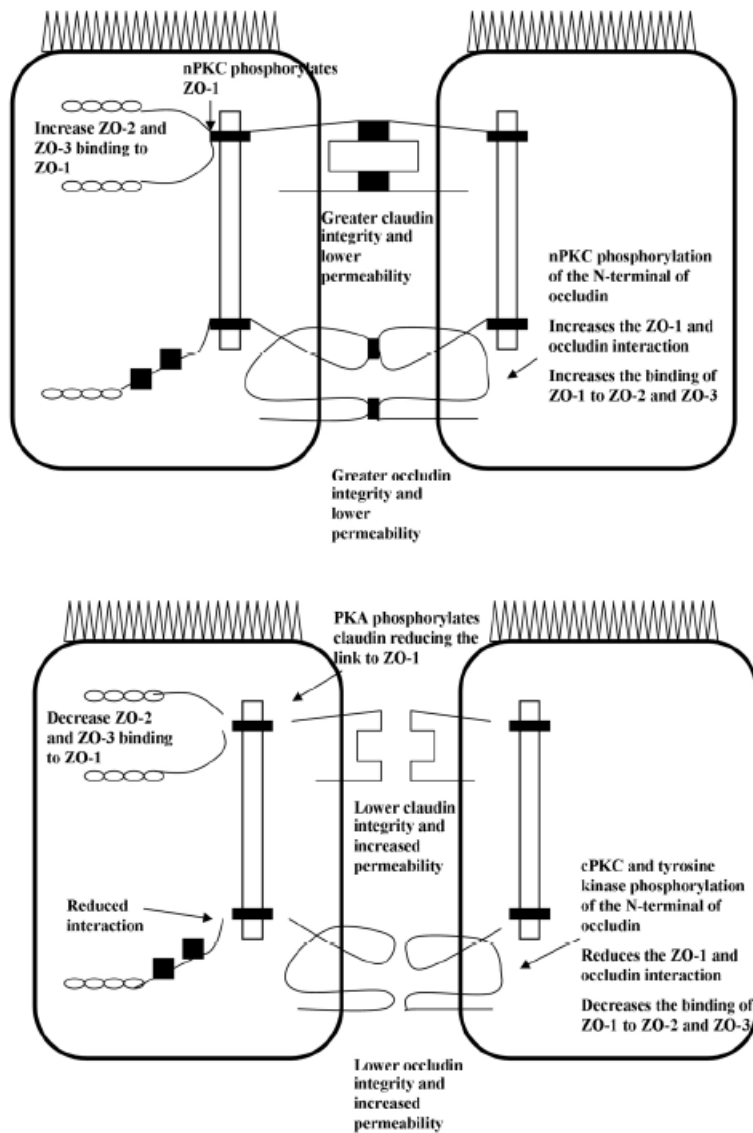 nPKC phosphorylates
ZO-1
Increase ZO-2 and
ZO-3 binding to
ZO-1
Greater claudin
integrity and
lower
permeability
nPKC phosphorylation
of the N-terminal of
occludin
Increases the ZO-1 and
occludin interaction
Increases the binding of
ZO-1 to ZO-2 and ZO-3
Greater occludin
integrity and
lower
permeability
PKA phosphorylates
claudin reducing the
link to ZO-1
Decrease ZO-2
and ZO-3 binding
to ZO-1
Lower claudin
integrity and
increased
permeability
Reduced
interaction
cPKC and tyrosine
kinase phosphorylation
of the N-terminal of
occludin
Reduces the ZO-1 and
occludin interaction
Decreases the binding of
ZO-1 to ZO-2 and ZO-3
Lower occludin
integrity and
increased
permeability